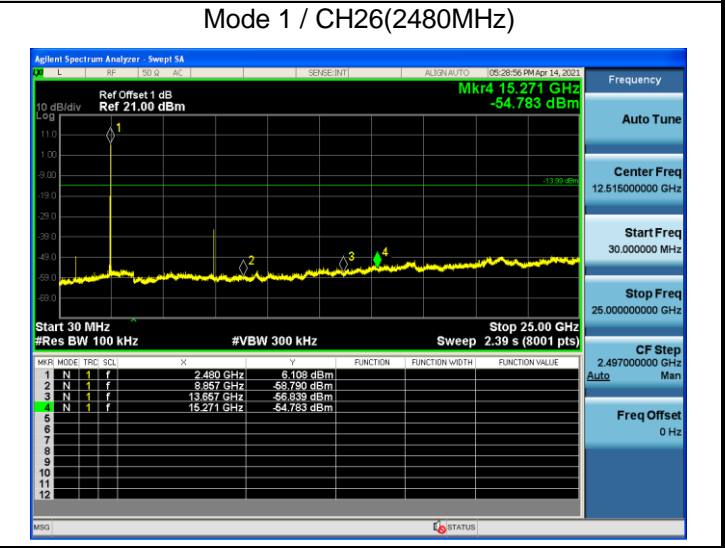 Mode 1 / CH26(2480MHz)
Agilent Spectrum Analyzer - Swept SA
L RF 50 Ω AC SENSE:INT ALIGN AUTO 05:28:56 PM Apr 14, 2021
Frequency
Mkr4 15.271 GHz
-54.783 dBm
Ref Offset 1 dB
10 dB/div Ref 21.00 dBm
Log
11.0
1.00
-9.00
-19.0
-29.0
-39.0
-49.0
-59.0
-69.0
-13.99 dBm
1
2
3
4
Start 30 MHz Stop 25.00 GHz
#Res BW 100 kHz #VBW 300 kHz Sweep 2.39 s (8001 pts)
MKR MODE TRC SCL X Y FUNCTION FUNCTION WIDTH FUNCTION VALUE
1 N 1 f 2.480 GHz 6.108 dBm
2 N 1 f 8.857 GHz -58.790 dBm
3 N 1 f 13.657 GHz -56.839 dBm
4 N 1 f 15.271 GHz -54.783 dBm
5
6
7
8
9
10
11
12
Auto Tune
Center Freq
12.515000000 GHz
Start Freq
30.000000 MHz
Stop Freq
25.000000000 GHz
CF Step
2.497000000 GHz
Auto Man
Freq Offset
0 Hz
MSG STATUS